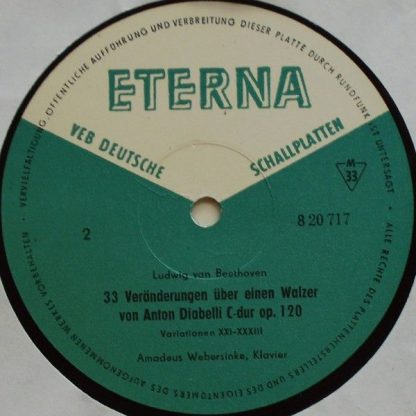 VERVIELFÄLTIGUNG, ÖFFENTLICHE AUFFÜHRUNG UND VERBREITUNG DIESER PLATTE DURCH RUNDFUNK IST UNTERSAGT · ALLE RECHTE DES PLATTENHERSTELLERS UND DES EIGENTÜMERS DES AUFGENOMMENEN WERKES VORBEHALTEN ·
ETERNA
VEB DEUTSCHE SCHALLPLATTEN
M
33
2
8 20 717
Ludwig van Beethoven
33 Veränderungen über einen Walzer
von Anton Diabelli C-dur op. 120
Variationen XXI-XXXIII
Amadeus Webersinke, Klavier